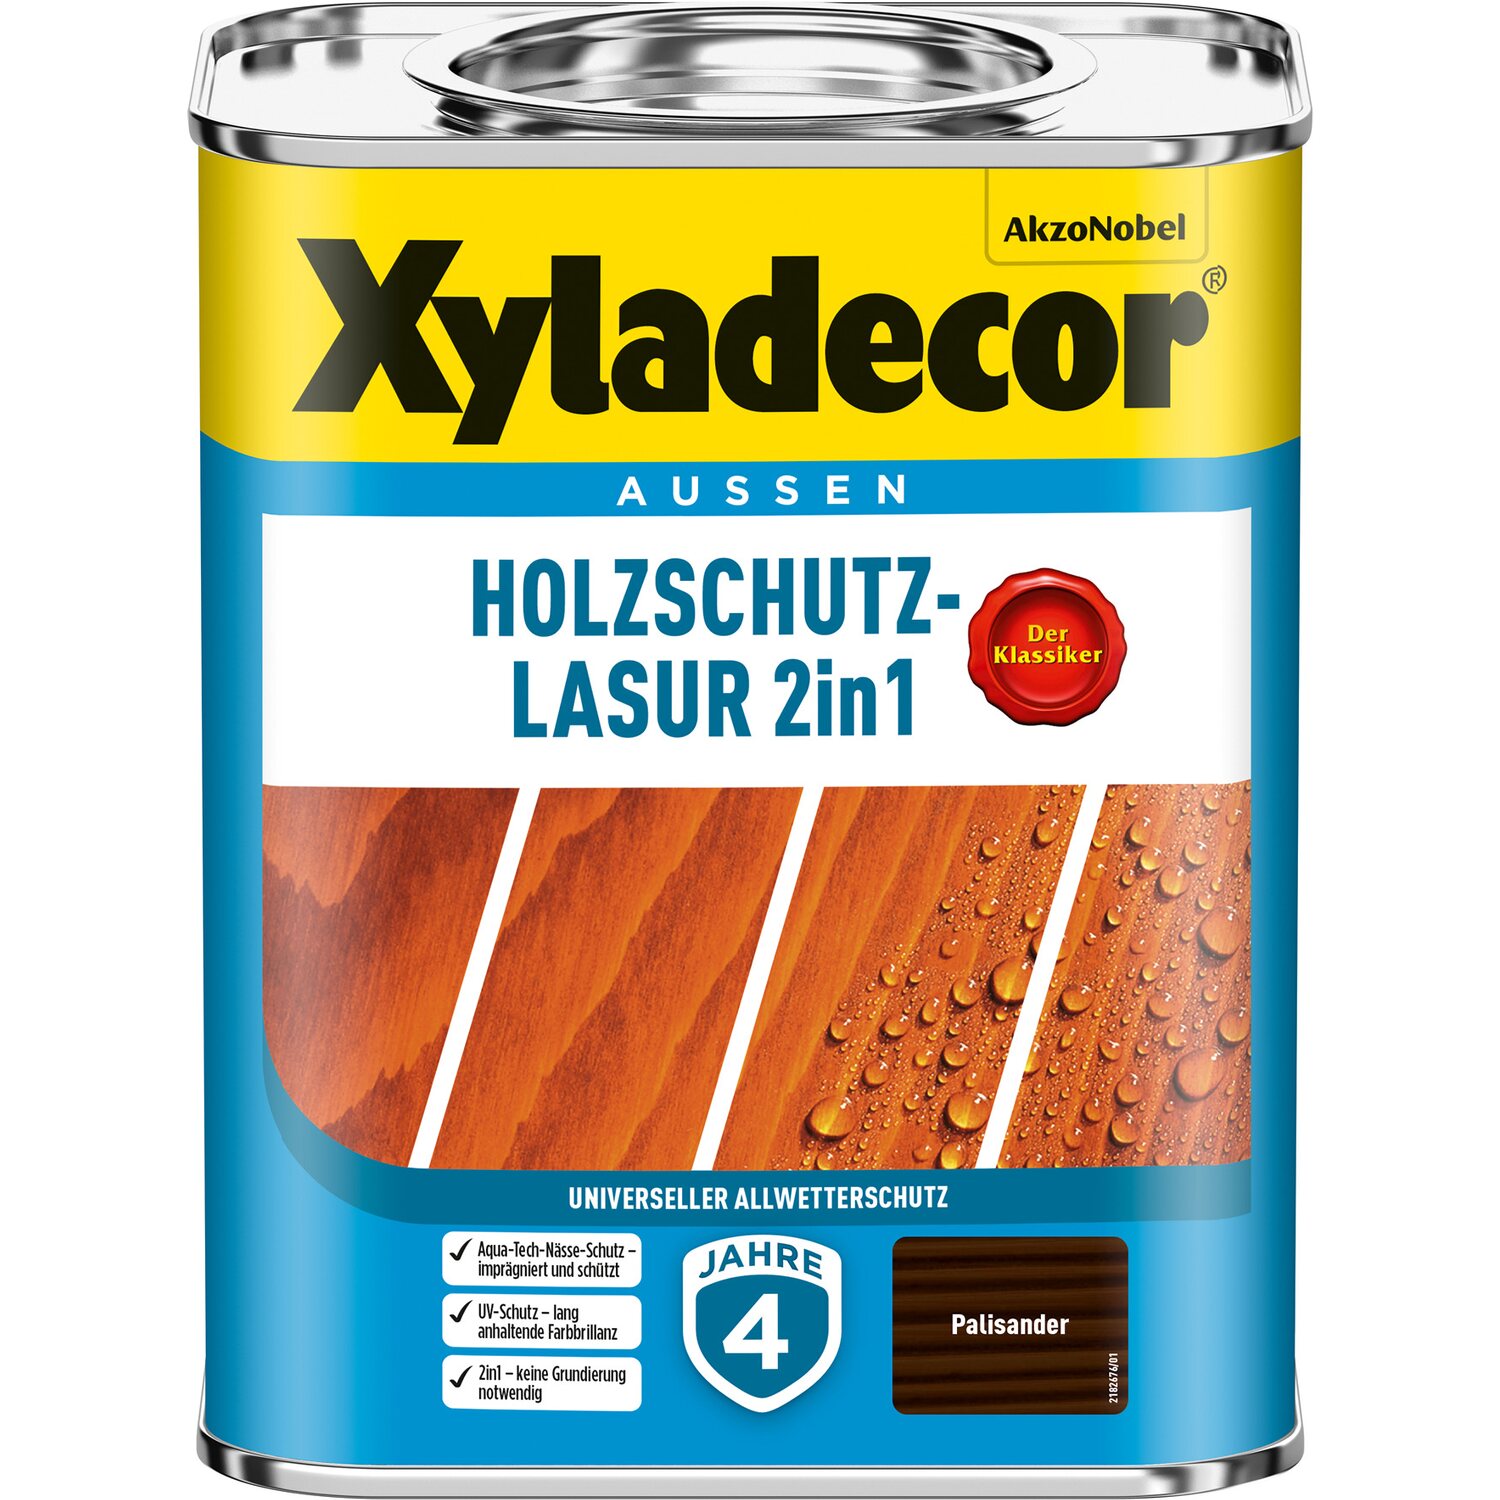 AkzoNobel
Xyladecor®
AUSSEN
HOLZSCHUTZ-
LASUR 2in1
Der
Klassiker
UNIVERSELLER ALLWETTERSCHUTZ
Aqua-Tech-Nässe-Schutz –
imprägniert und schützt
UV-Schutz – lang
anhaltende Farbbrillanz
2in1 – keine Grundierung
notwendig
JAHRE
4
Palisander
2182676/01